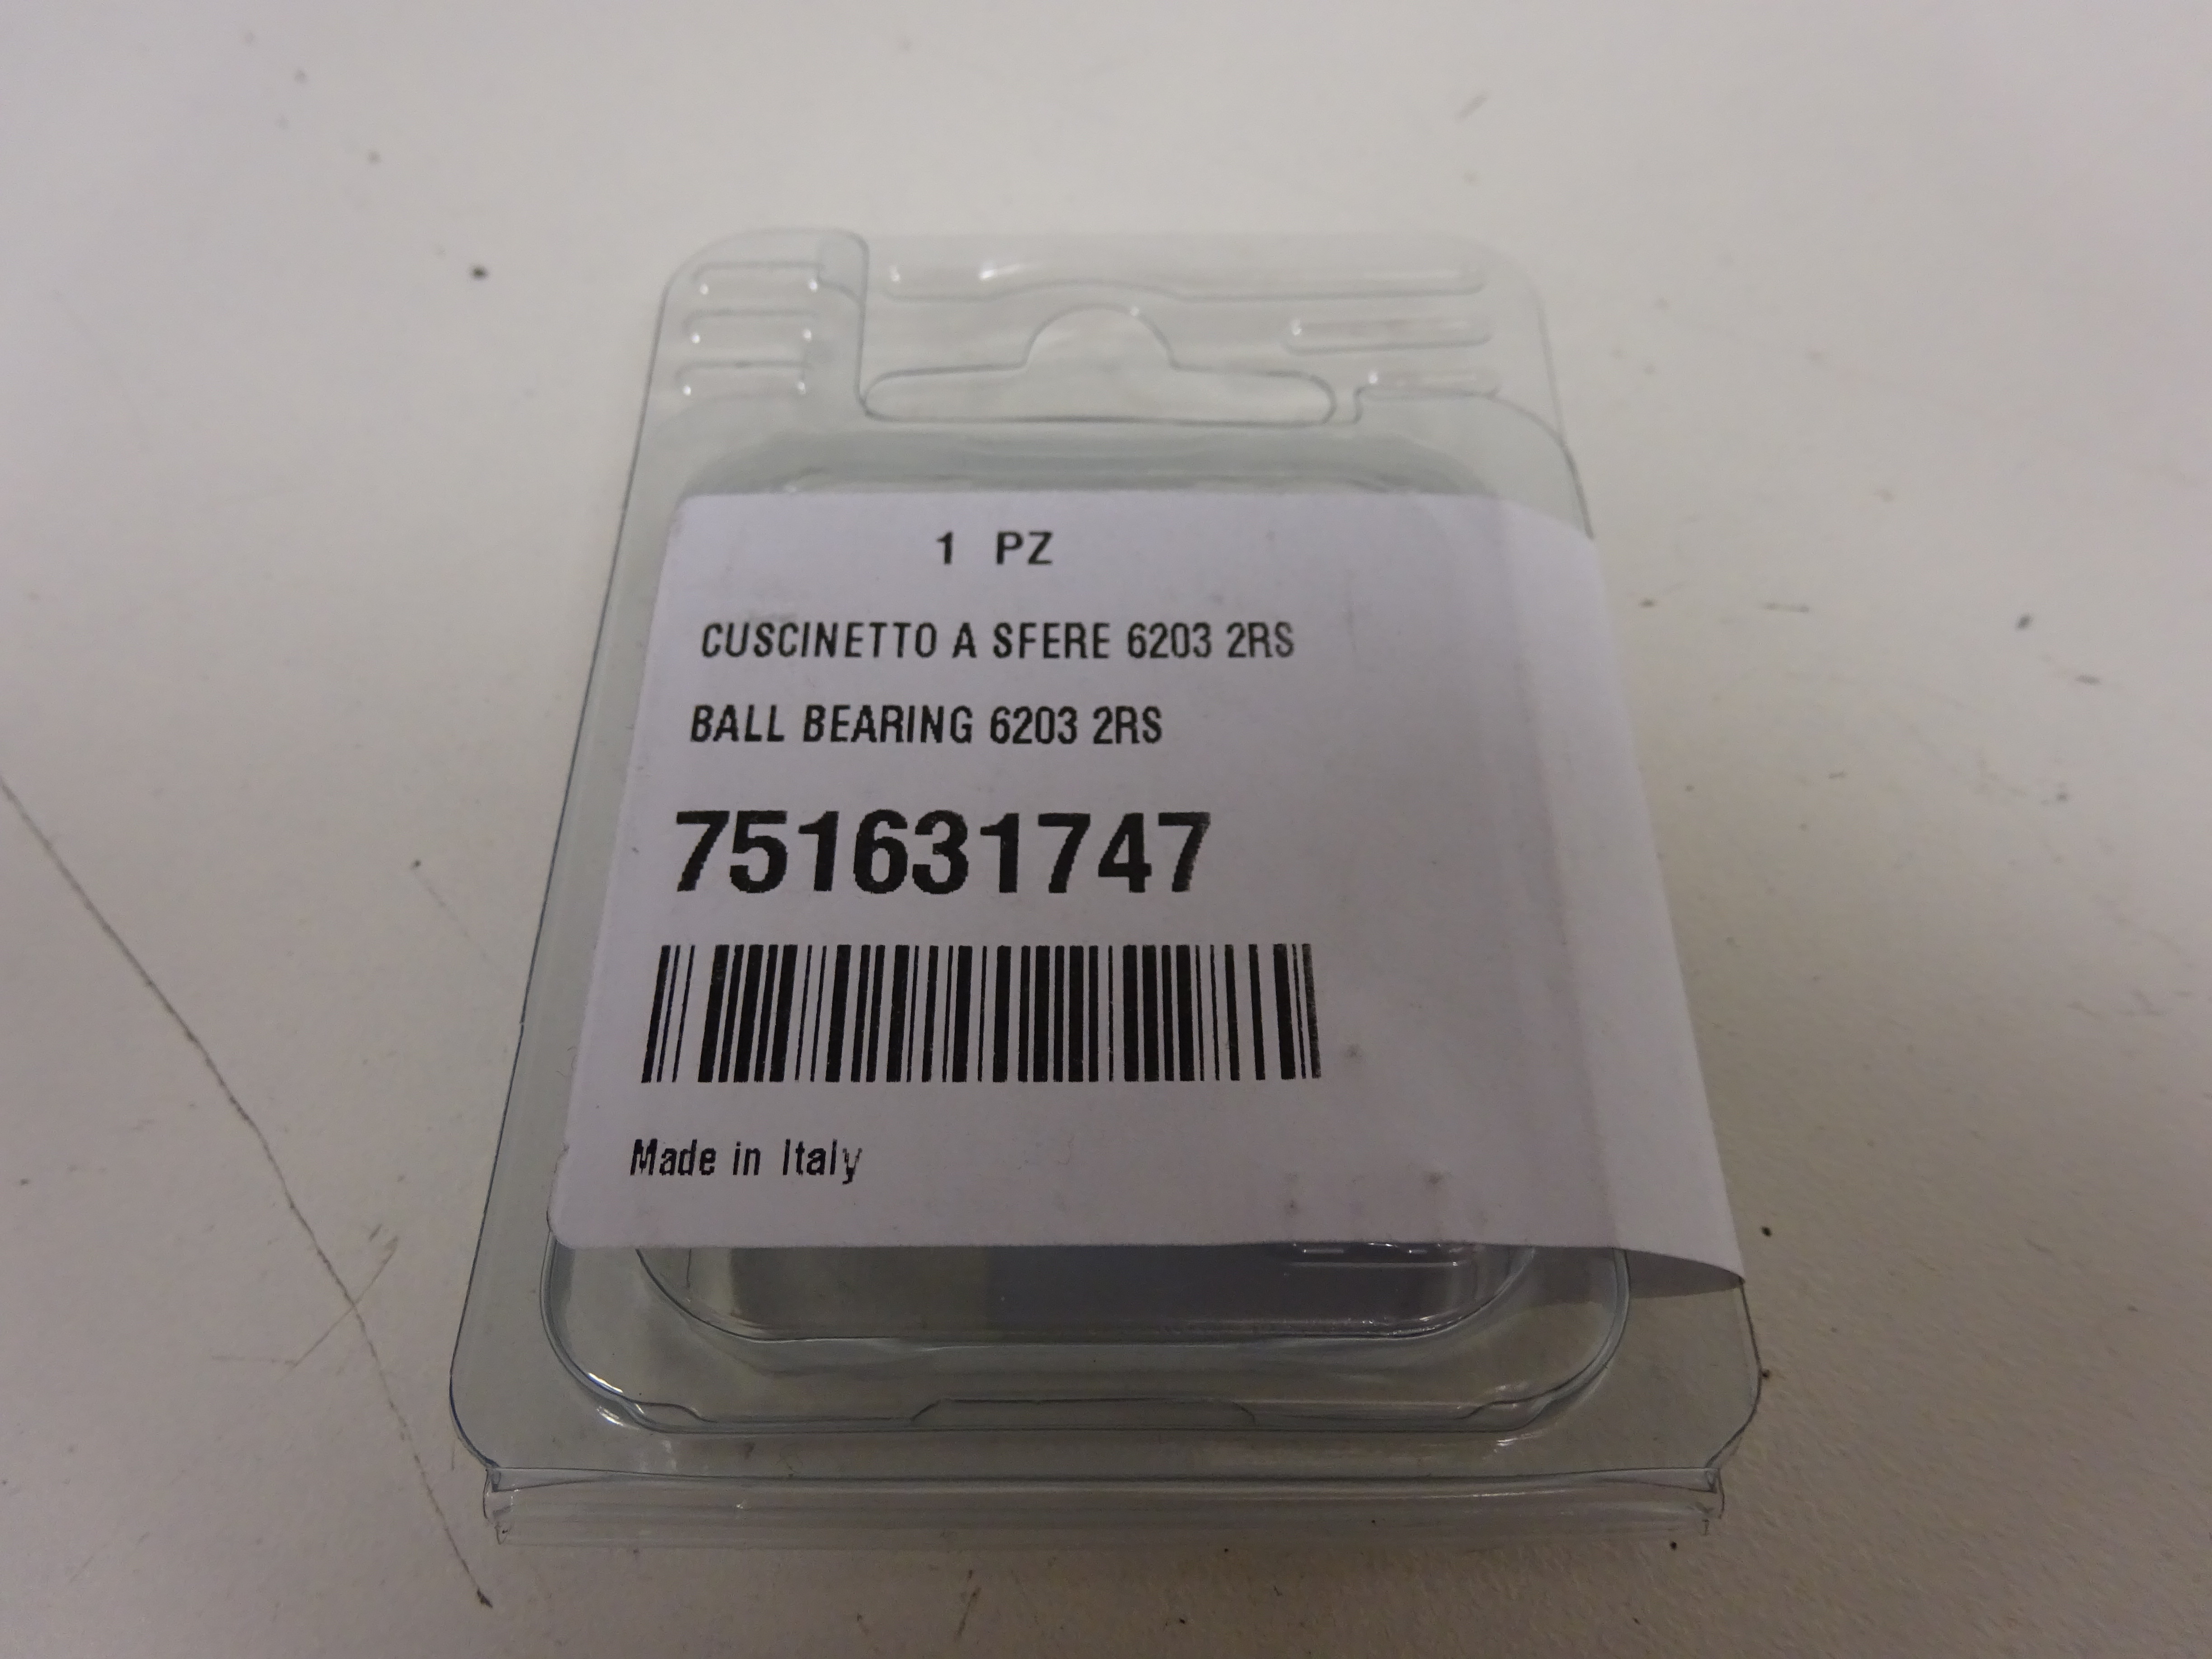 1 PZ
CUSCINETTO A SFERE 6203 2RS
BALL BEARING 6203 2RS
751631747
Made in Italy